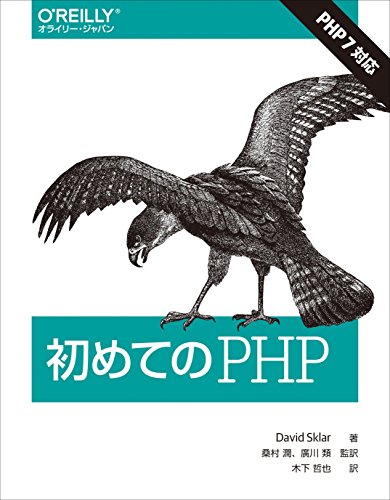 O'REILLY®
オライリー・ジャパン
PHP 7 対応
初めてのPHP
David Sklar 著
桑村 潤、廣川 類 監訳
木下 哲也 訳